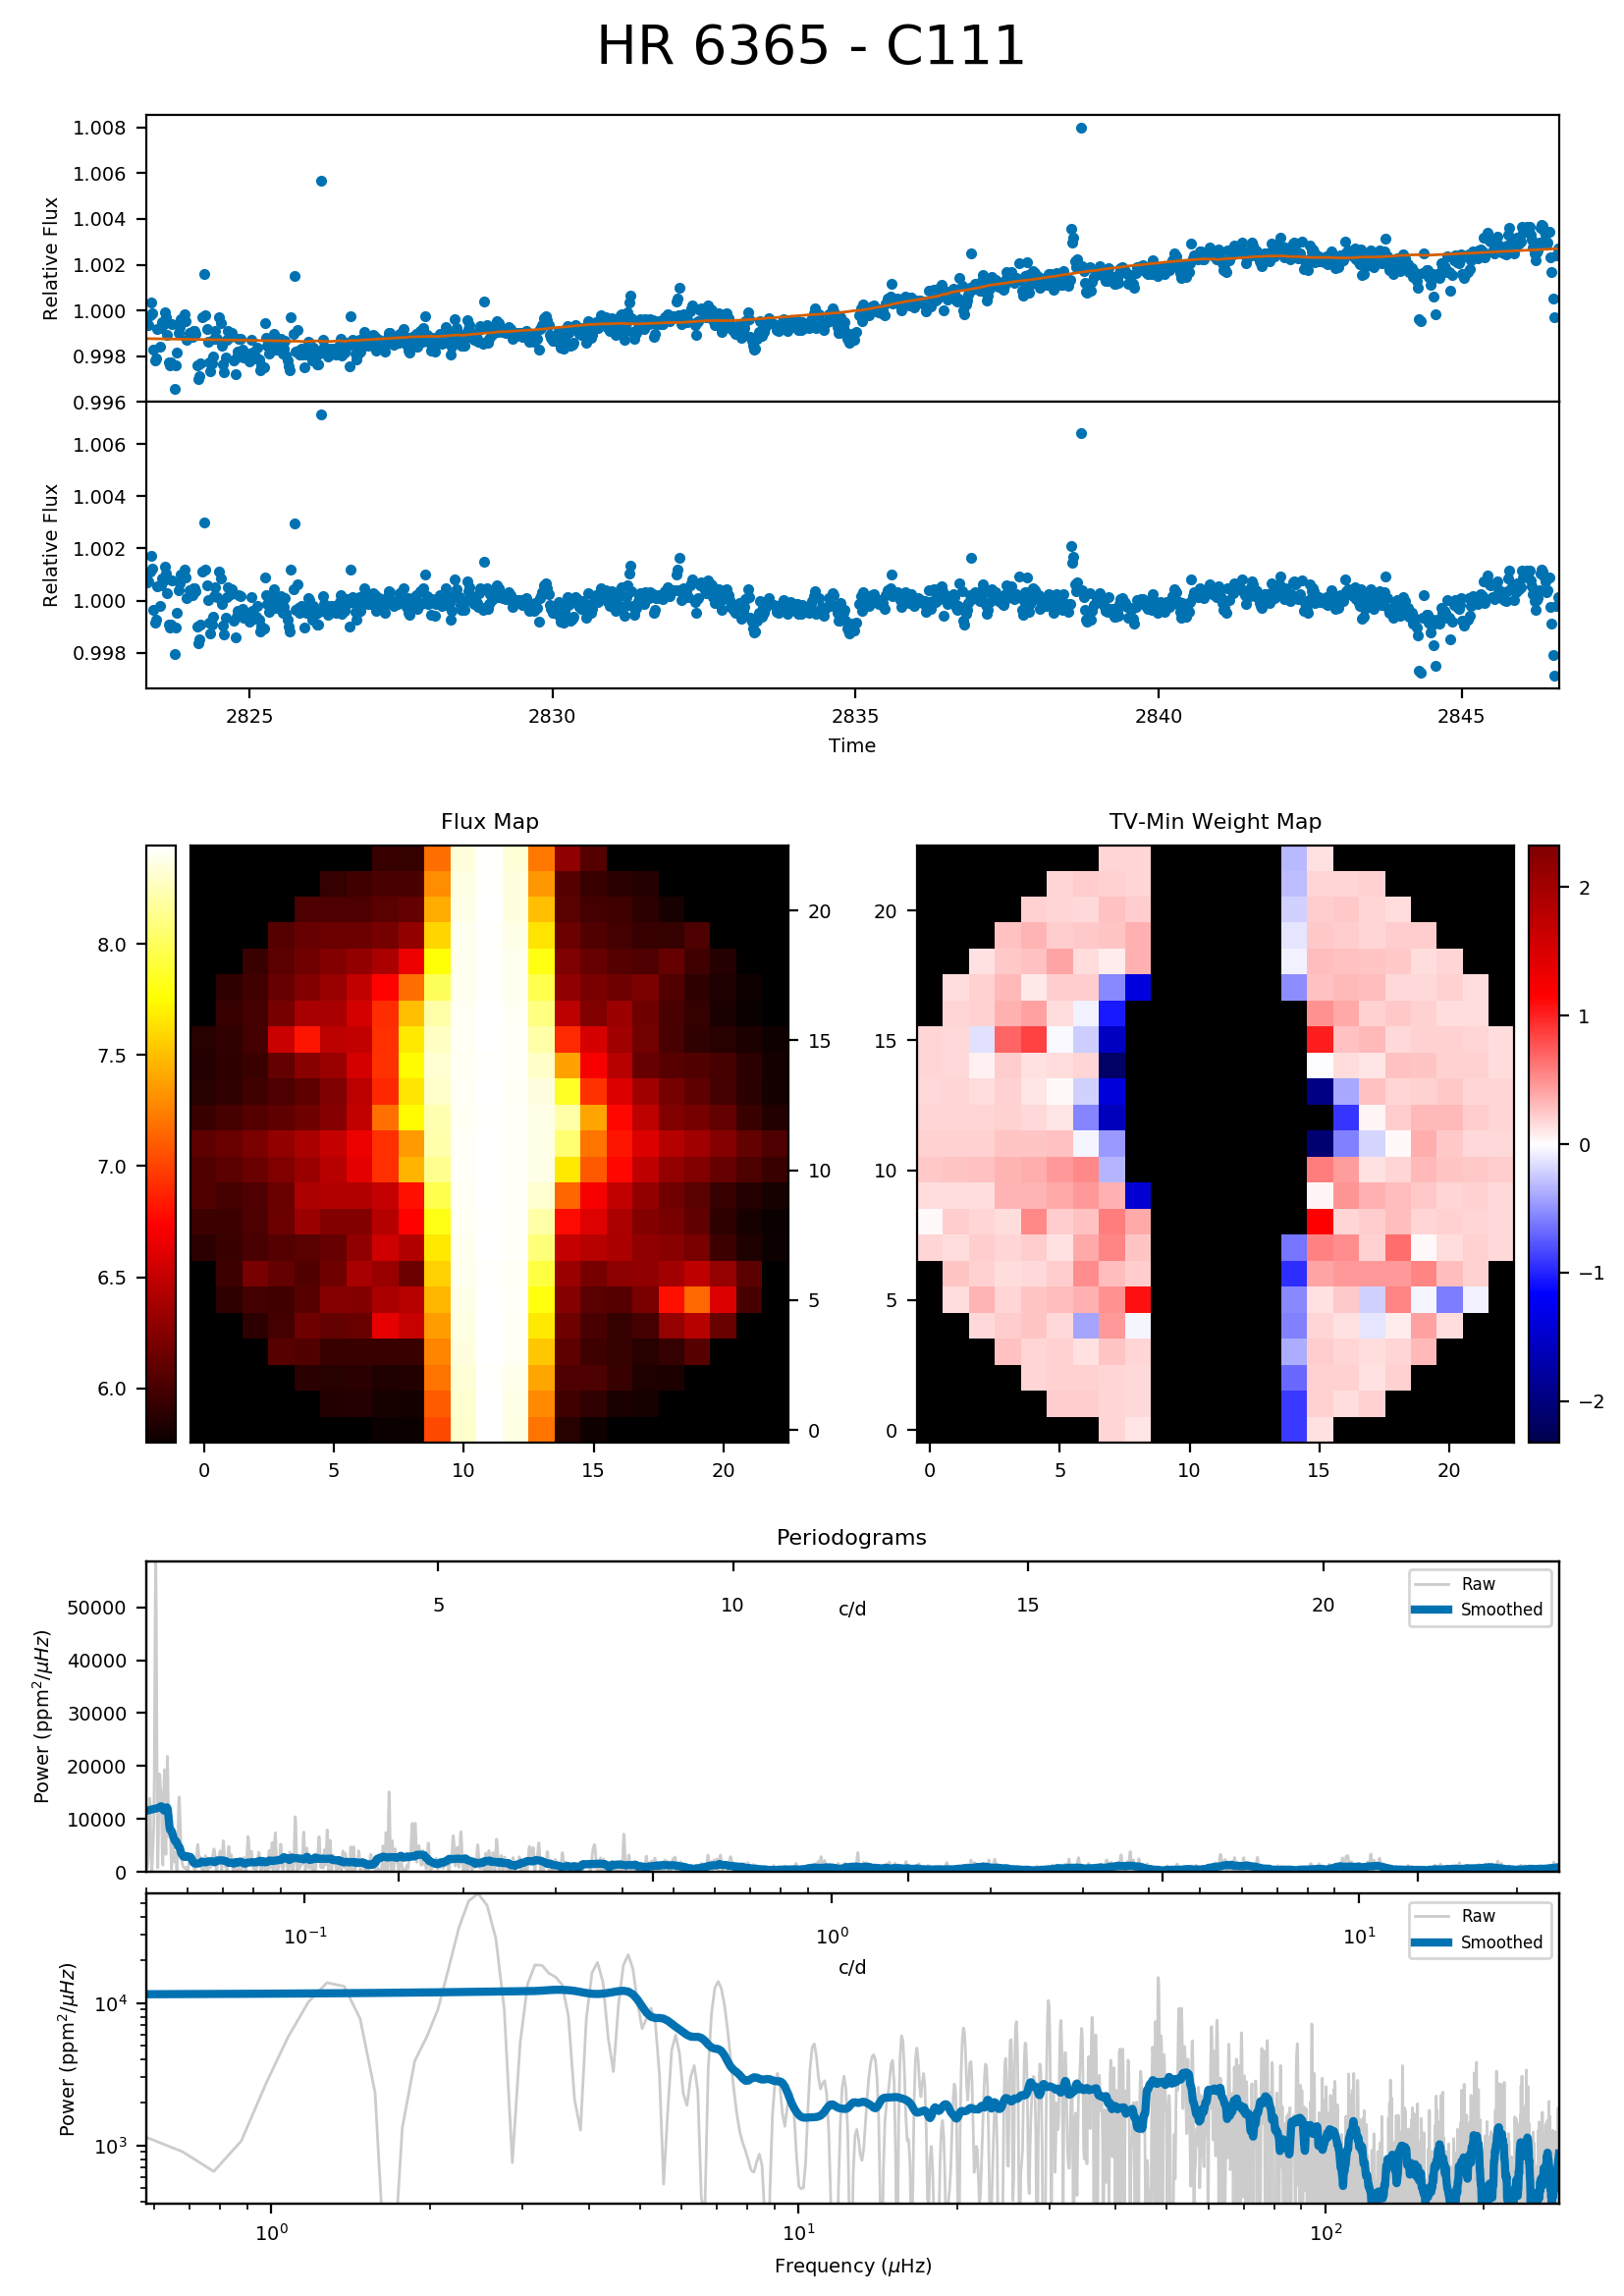 HR 6365 - C111
1.008
1.006
1.004
1.002
1.000
0.998
0.996
Relative Flux
1.006
1.004
1.002
1.000
0.998
Relative Flux
2825 2830 2835 2840 2845
Time
Flux Map
8.0
7.5
7.0
6.5
6.0
20
15
10
5
0
0 5 10 15 20
TV-Min Weight Map
20
15
10
5
0
0 5 10 15 20
2
1
0
−1
−2
Periodograms
50000
40000
30000
20000
10000
0
Power (ppm²/μHz)
5 10 15 20
c/d
Raw
Smoothed
10⁻¹ 10⁰ 10¹
c/d
Raw
Smoothed
10⁴
10³
Power (ppm²/μHz)
10⁰ 10¹ 10²
Frequency (μHz)